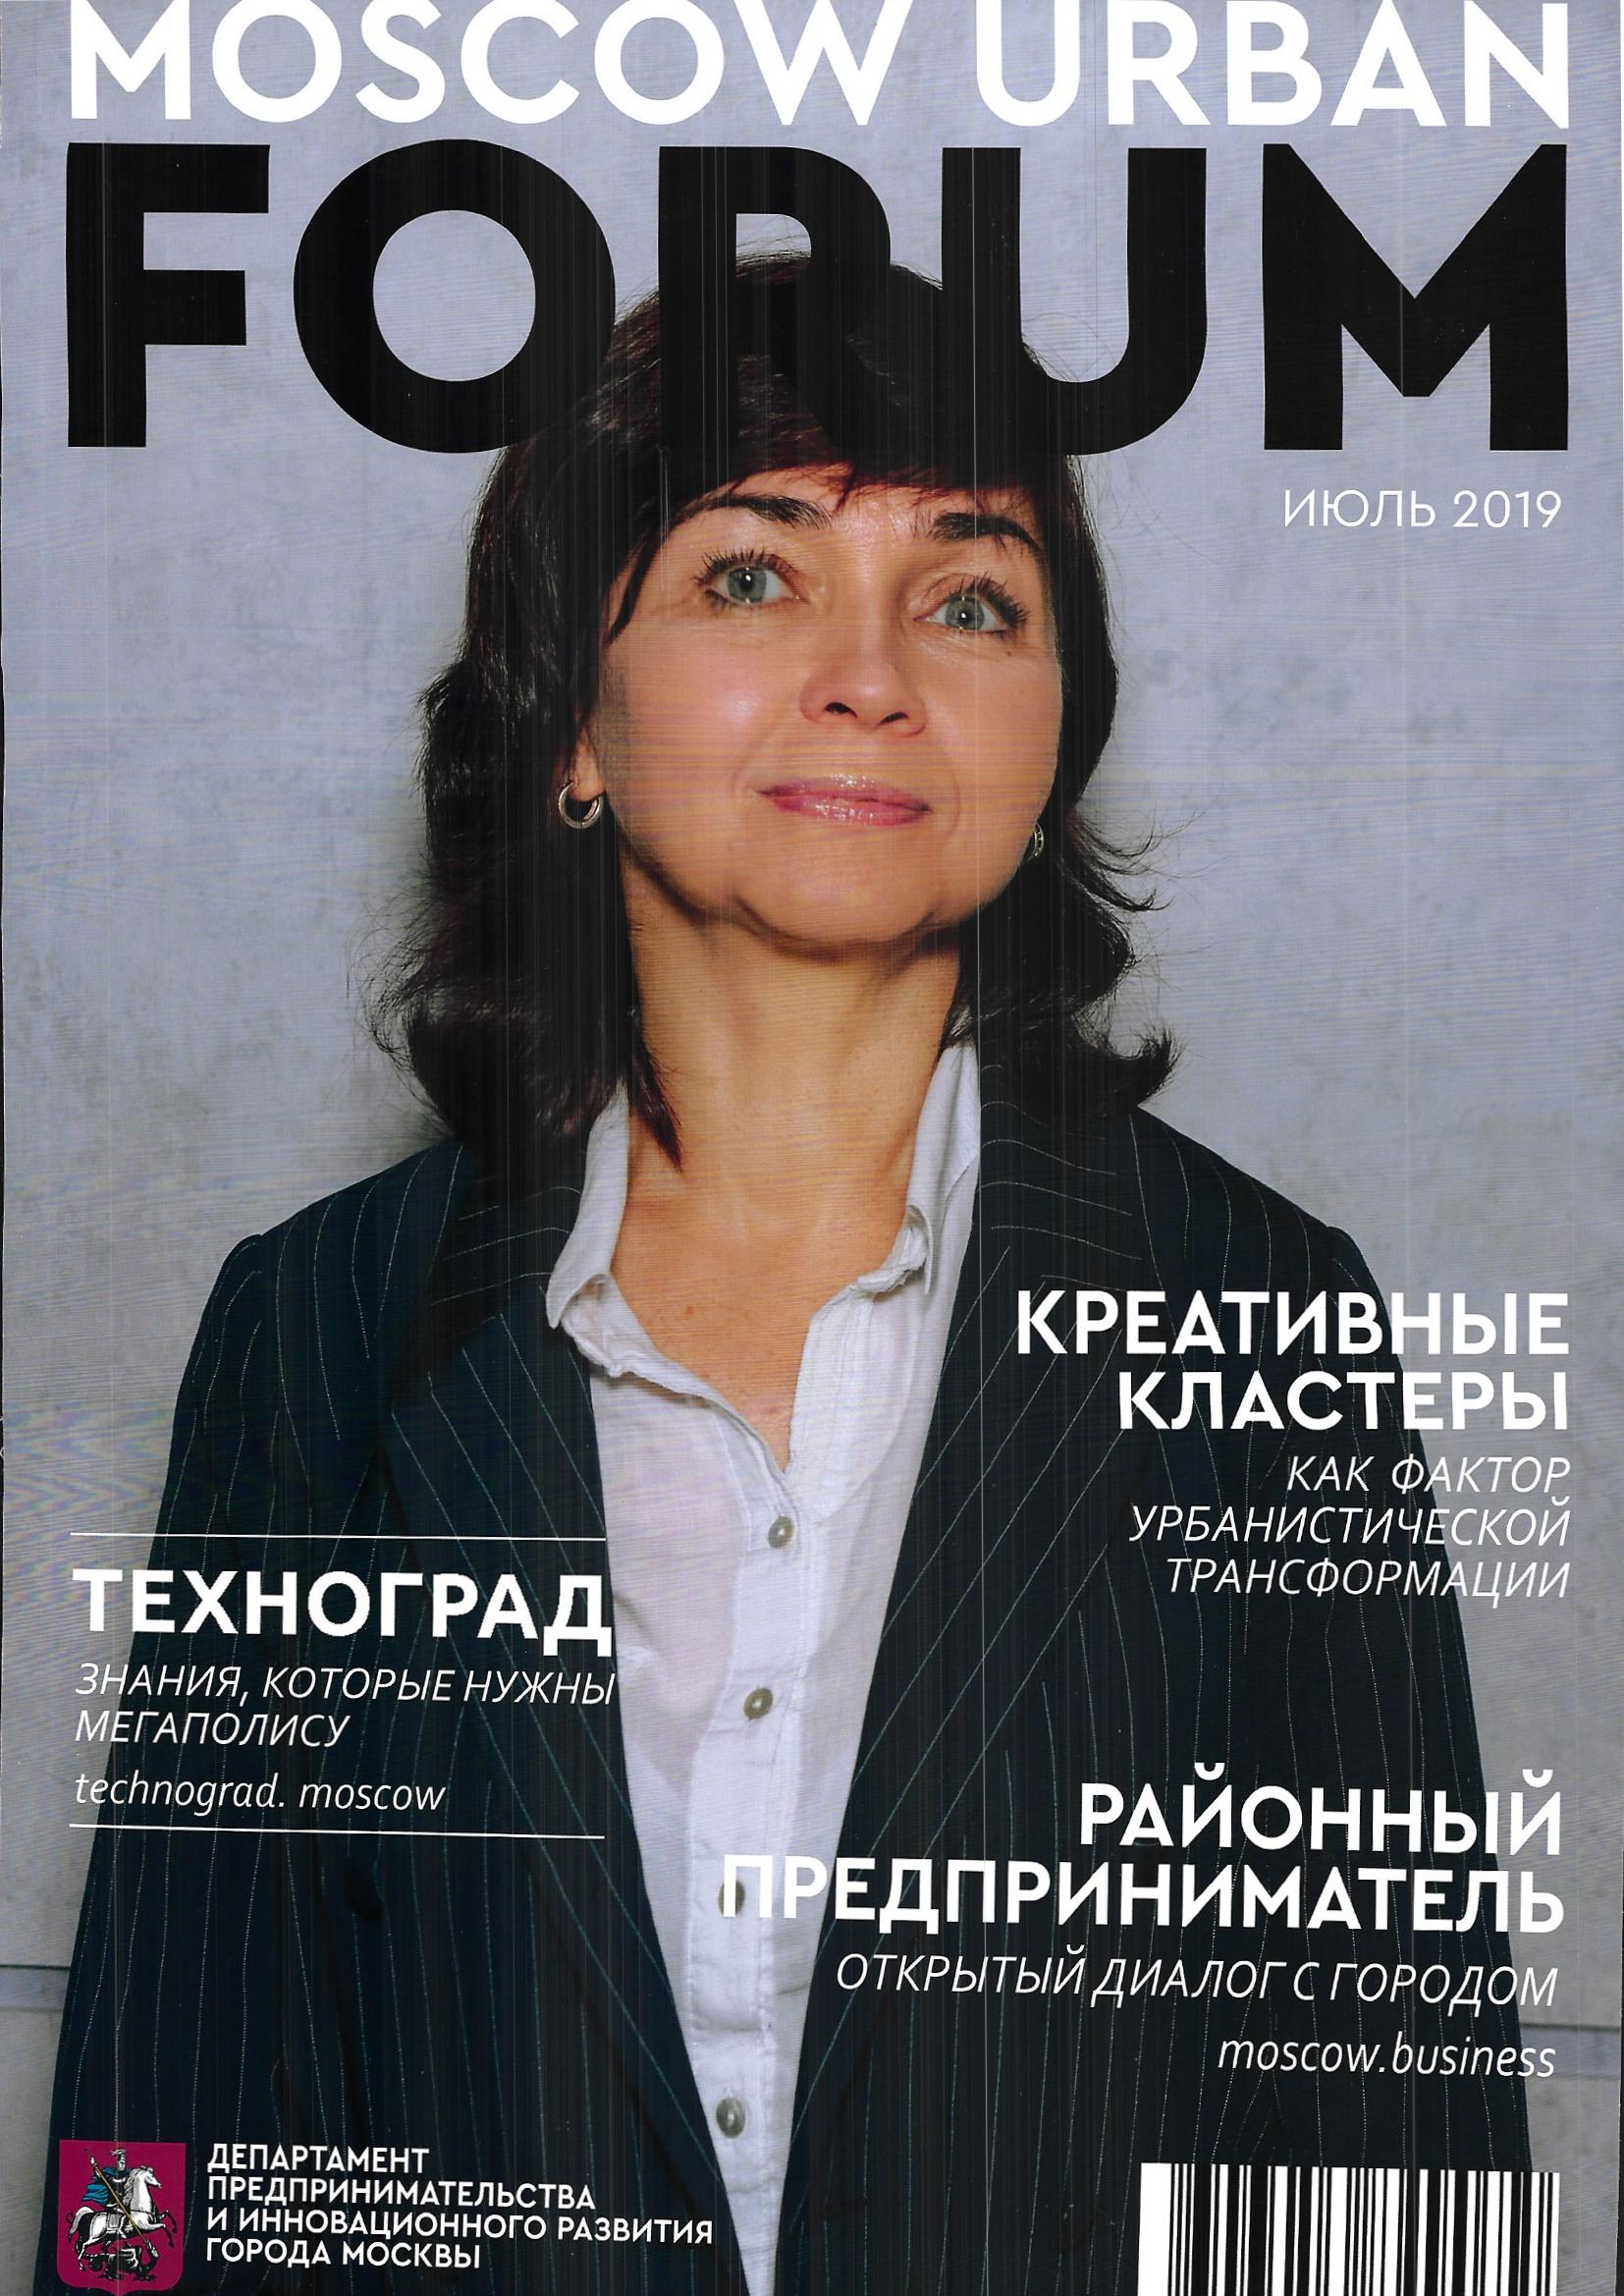 MOSCOW URBAN
FORUM
ИЮЛЬ 2019
КРЕАТИВНЫЕ
КЛАСТЕРЫ
КАК ФАКТОР
УРБАНИСТИЧЕСКОЙ
ТРАНСФОРМАЦИИ
ТЕХНОГРАД
ЗНАНИЯ, КОТОРЫЕ НУЖНЫ
МЕГАПОЛИСУ
technograd. moscow
РАЙОННЫЙ
ПРЕДПРИНИМАТЕЛЬ
ОТКРЫТЫЙ ДИАЛОГ С ГОРОДОМ
moscow.business
ДЕПАРТАМЕНТ
ПРЕДПРИНИМАТЕЛЬСТВА
И ИННОВАЦИОННОГО РАЗВИТИЯ
ГОРОДА МОСКВЫ